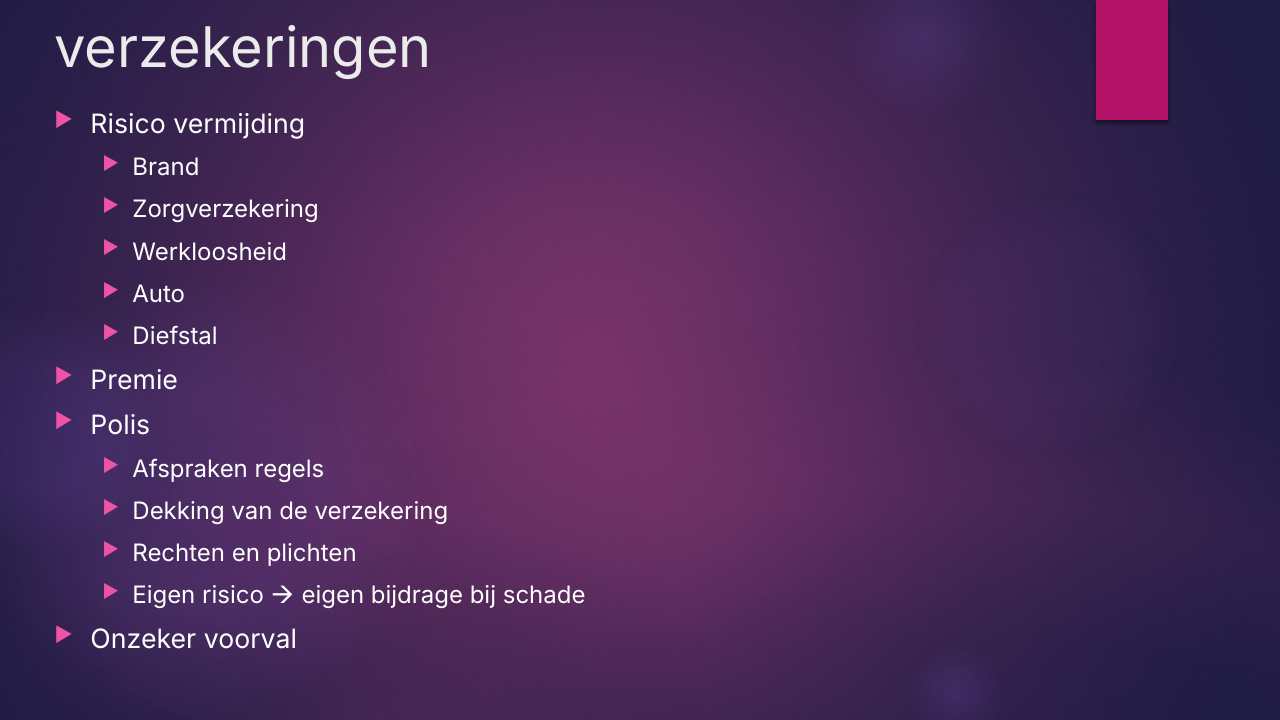 verzekeringen
Risico vermijding
Brand
Zorgverzekering
Werkloosheid
Auto
Diefstal
Premie
Polis
Afspraken regels
Dekking van de verzekering
Rechten en plichten
Eigen risico → eigen bijdrage bij schade
Onzeker voorval